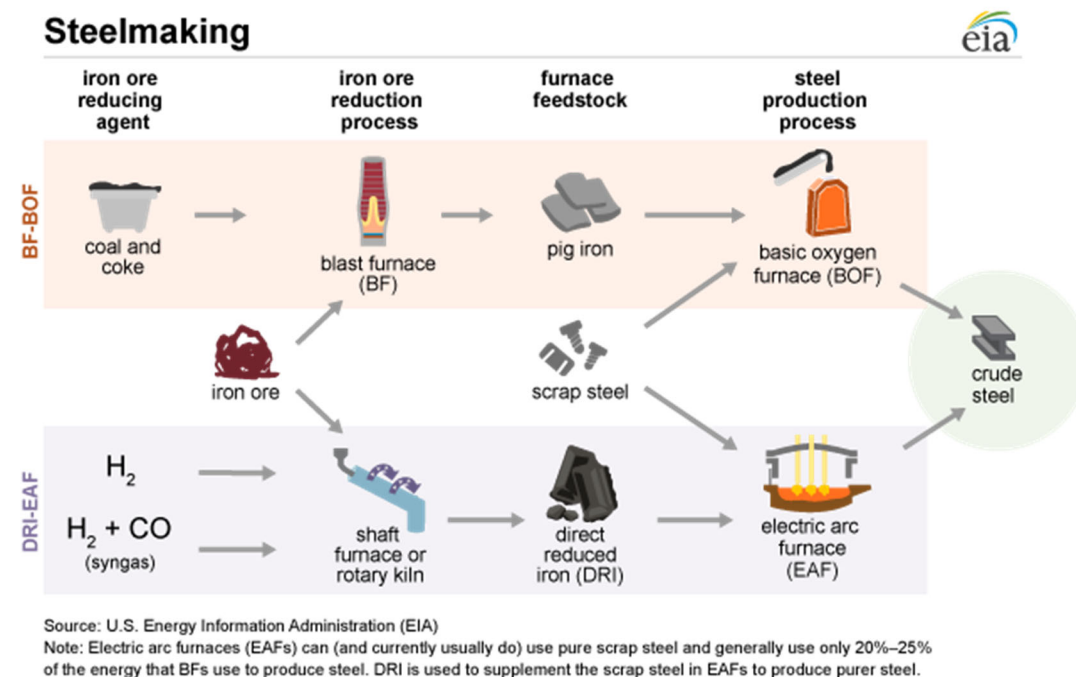 Steelmaking
eia
iron ore
reducing
agent
iron ore
reduction
process
furnace
feedstock
steel
production
process
BF-BOF
coal and
coke
blast furnace
(BF)
pig iron
basic oxygen
furnace (BOF)
iron ore
scrap steel
crude
steel
DRI-EAF
H₂
H₂ + CO
(syngas)
shaft
furnace or
rotary kiln
direct
reduced
iron (DRI)
electric arc
furnace
(EAF)
Source: U.S. Energy Information Administration (EIA)
Note: Electric arc furnaces (EAFs) can (and currently usually do) use pure scrap steel and generally use only 20%–25%
of the energy that BFs use to produce steel. DRI is used to supplement the scrap steel in EAFs to produce purer steel.